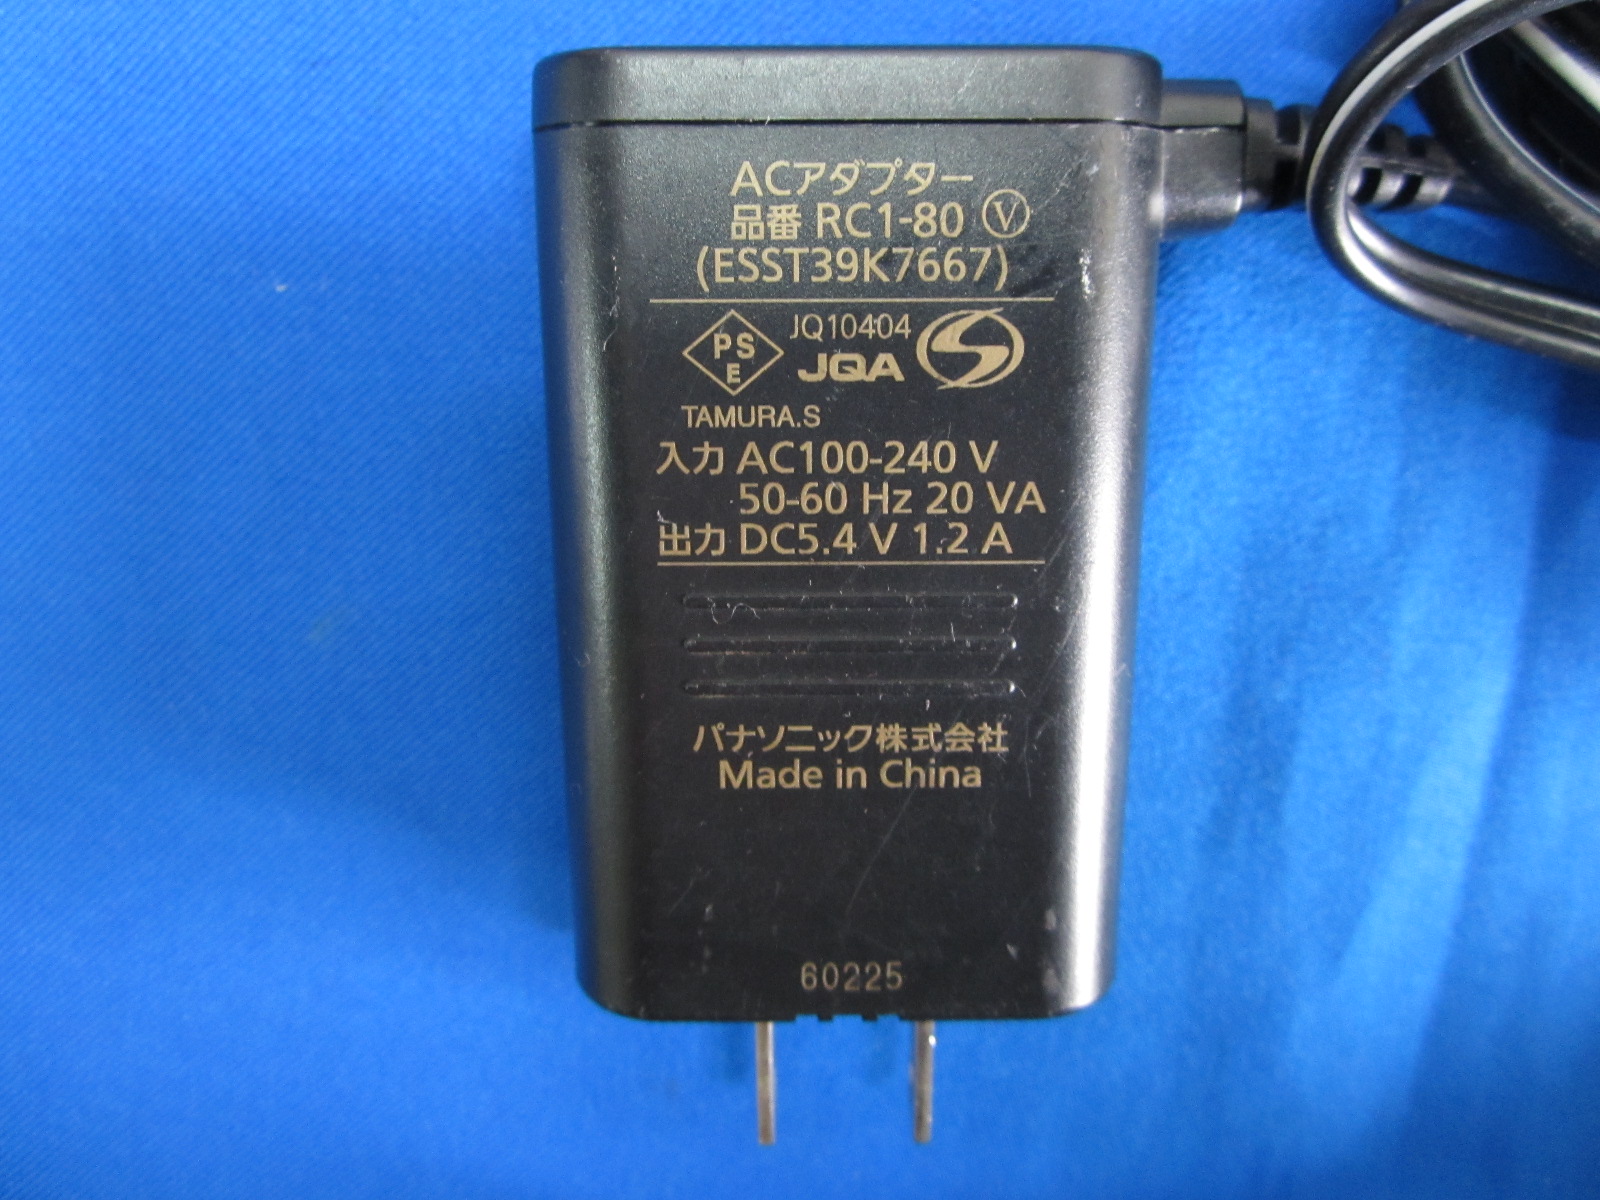 ACアダプター
品番 RC1-80 Ⓥ
(ESST39K7667)
PSE JQ10404
JQA S
TAMURA.S
入力 AC100-240 V
50-60 Hz 20 VA
出力 DC5.4 V 1.2 A
パナソニック株式会社
Made in China
60225